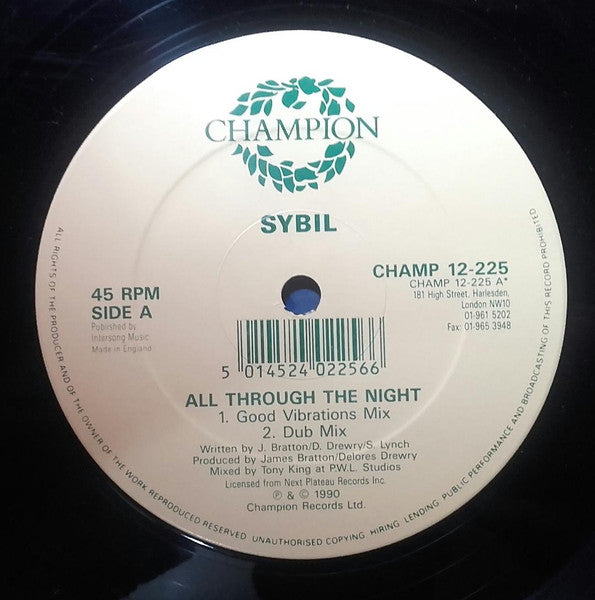 CHAMPION
SYBIL
45 RPM
SIDE A
Published by
Intersong Music
Made in England
CHAMP 12-225
CHAMP 12-225 A*
181 High Street, Harlesden,
London NW10
01-961 5202
Fax: 01-965 3948
5 014524 022566
ALL THROUGH THE NIGHT
1. Good Vibrations Mix
2. Dub Mix
Written by J. Bratton/D. Drewry/S. Lynch
Produced by James Bratton/Delores Drewry
Mixed by Tony King at P.W.L. Studios
Licensed from Next Plateau Records Inc.
℗ & © 1990
Champion Records Ltd.
ALL RIGHTS OF THE PRODUCER AND OF THE OWNER OF THE WORK REPRODUCED RESERVED. UNAUTHORISED COPYING, HIRING, LENDING, PUBLIC PERFORMANCE AND BROADCASTING OF THIS RECORD PROHIBITED